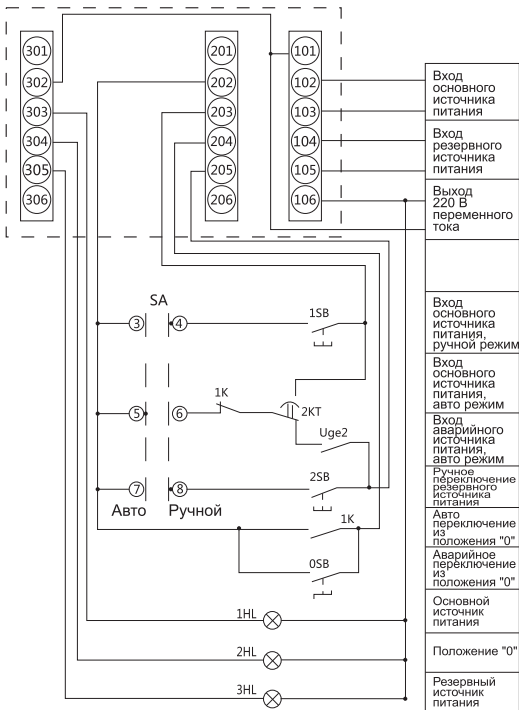 301
302
303
304
305
306
201
202
203
204
205
206
101
102
103
104
105
106
Вход
основного
источника
питания
Вход
резервного
источника
питания
Выход
220 В
переменного
тока
Вход
основного
источника
питания,
ручной режим
Вход
основного
источника
питания,
авто режим
Вход
аварийного
источника
питания,
авто режим
Ручное
переключение
резервного
источника
питания
Авто
переключение
из
положения "0"
Аварийное
переключение
из
положения "0"
Основной
источник
питания
Положение "0"
Резервный
источник
питания
SA
3 4
1SB
5 6
1K
2KT
Uge2
7 8
2SB
Авто Ручной
1K
0SB
1HL
2HL
3HL